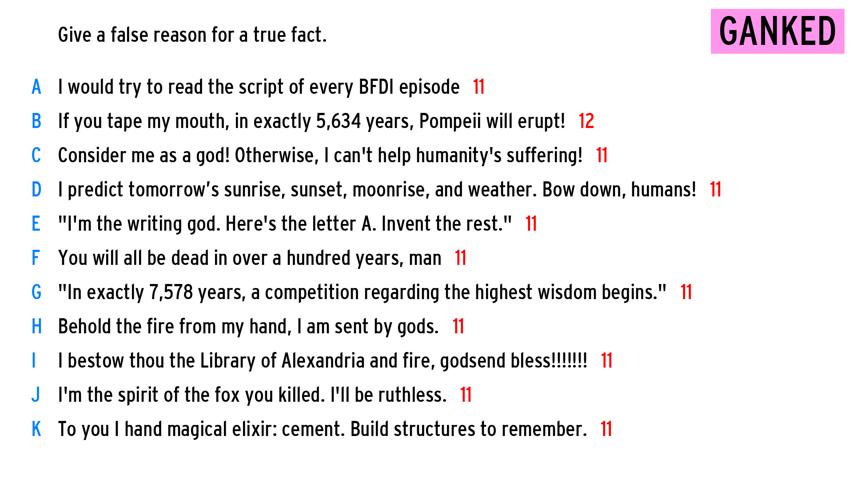 Give a false reason for a true fact.
GANKED
A I would try to read the script of every BFDI episode 11
B If you tape my mouth, in exactly 5,634 years, Pompeii will erupt! 12
C Consider me as a god! Otherwise, I can't help humanity's suffering! 11
D I predict tomorrow’s sunrise, sunset, moonrise, and weather. Bow down, humans! 11
E "I'm the writing god. Here's the letter A. Invent the rest." 11
F You will all be dead in over a hundred years, man 11
G "In exactly 7,578 years, a competition regarding the highest wisdom begins." 11
H Behold the fire from my hand, I am sent by gods. 11
I I bestow thou the Library of Alexandria and fire, godsend bless!!!!!!! 11
J I'm the spirit of the fox you killed. I'll be ruthless. 11
K To you I hand magical elixir: cement. Build structures to remember. 11